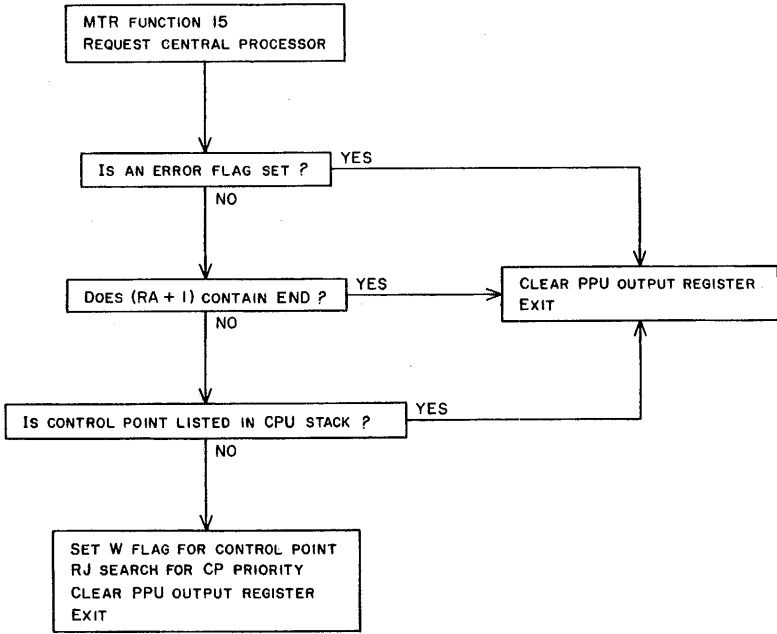 MTR FUNCTION 15
REQUEST CENTRAL PROCESSOR
IS AN ERROR FLAG SET ?
YES
NO
DOES (RA + 1) CONTAIN END ?
YES
NO
CLEAR PPU OUTPUT REGISTER
EXIT
IS CONTROL POINT LISTED IN CPU STACK ?
YES
NO
SET W FLAG FOR CONTROL POINT
RJ SEARCH FOR CP PRIORITY
CLEAR PPU OUTPUT REGISTER
EXIT